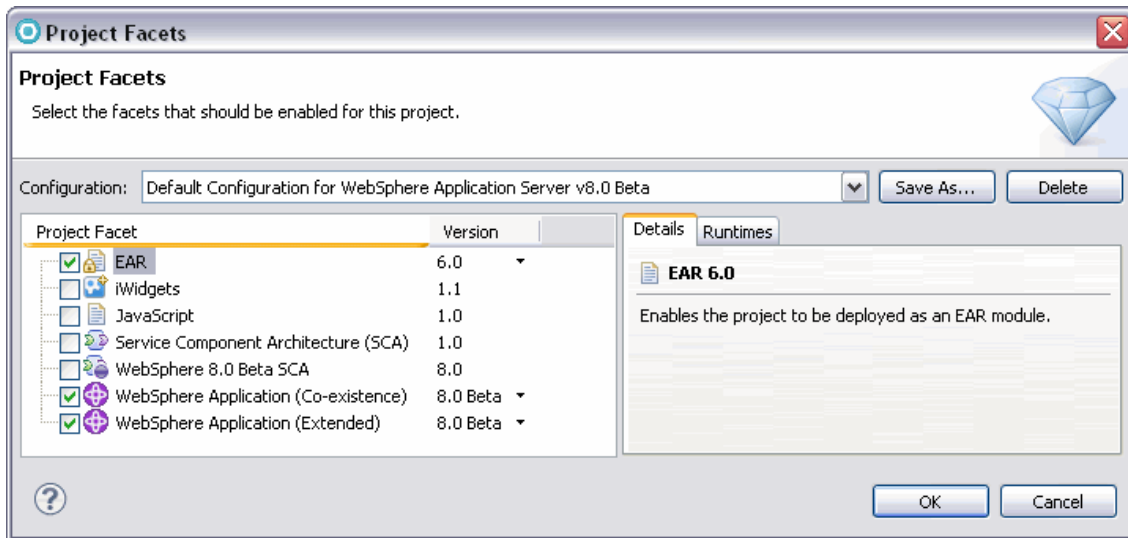 Project Facets
Project Facets
Select the facets that should be enabled for this project.
Configuration: Default Configuration for WebSphere Application Server v8.0 Beta Save As... Delete
Project Facet Version
EAR 6.0
iWidgets 1.1
JavaScript 1.0
Service Component Architecture (SCA) 1.0
WebSphere 8.0 Beta SCA 8.0
WebSphere Application (Co-existence) 8.0 Beta
WebSphere Application (Extended) 8.0 Beta
Details Runtimes
EAR 6.0
Enables the project to be deployed as an EAR module.
? OK Cancel